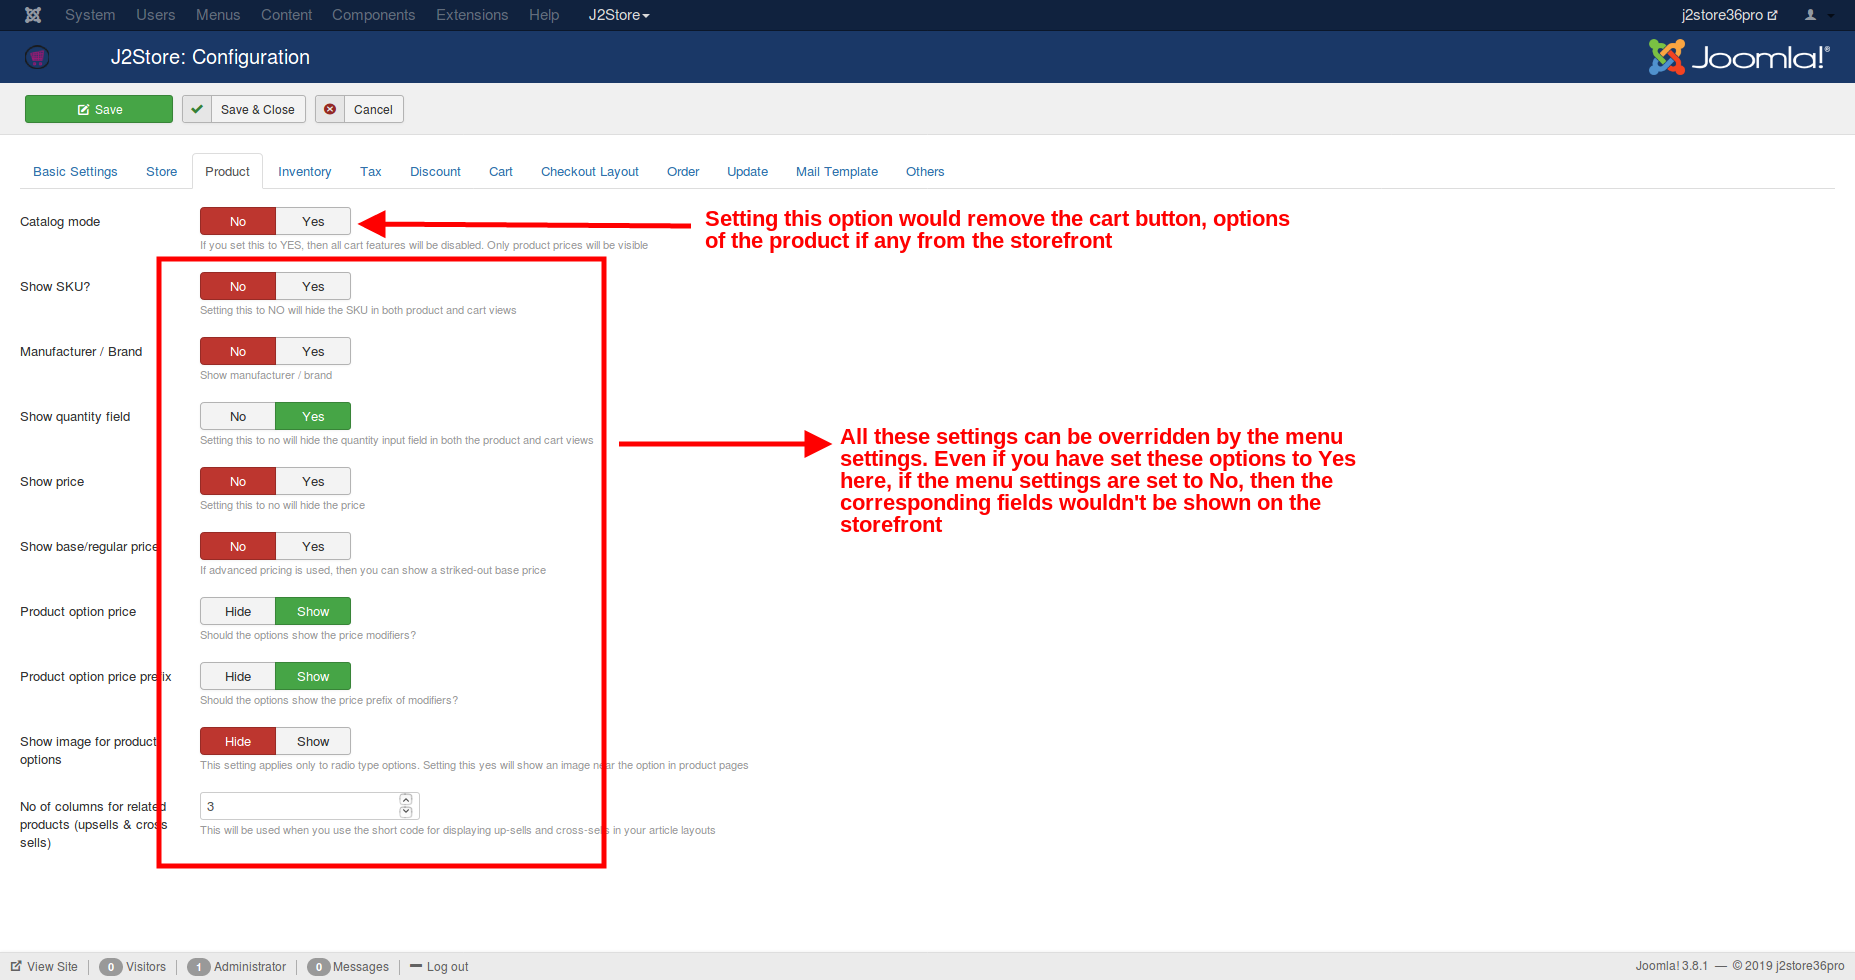 System Users Menus Content Components Extensions Help J2Store j2store36pro
J2Store: Configuration Joomla!®
Save Save & Close Cancel
Basic Settings Store Product Inventory Tax Discount Cart Checkout Layout Order Update Mail Template Others
Catalog mode No Yes
If you set this to YES, then all cart features will be disabled. Only product prices will be visible
Setting this option would remove the cart button, options
of the product if any from the storefront
Show SKU? No Yes
Setting this to NO will hide the SKU in both product and cart views
Manufacturer / Brand No Yes
Show manufacturer / brand
Show quantity field No Yes
Setting this to no will hide the quantity input field in both the product and cart views
All these settings can be overridden by the menu
settings. Even if you have set these options to Yes
here, if the menu settings are set to No, then the
corresponding fields wouldn't be shown on the
storefront
Show price No Yes
Setting this to no will hide the price
Show base/regular price No Yes
If advanced pricing is used, then you can show a striked-out base price
Product option price Hide Show
Should the options show the price modifiers?
Product option price prefix Hide Show
Should the options show the price prefix of modifiers?
Show image for product
options
Hide Show
This setting applies only to radio type options. Setting this yes will show an image near the option in product pages
No of columns for related
products (upsells & cross
sells)
3
This will be used when you use the short code for displaying up-sells and cross-sells in your article layouts
View Site 0 Visitors 1 Administrator 0 Messages Log out Joomla! 3.8.1 — © 2019 j2store36pro